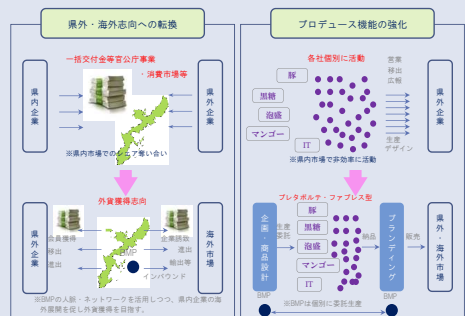 県外・海外志向への転換
一括交付金等官公庁事業
・消費市場等
県内企業
県外企業
※県内市場でのシェア奪い合い
外貨獲得志向
県外企業
会員獲得
移出
進出
企業誘致
進出
輸出等
BMP
インバウンド
海外市場
※BMPの人脈・ネットワークを活用しつつ、県内企業の海
外展開を促し外貨獲得を目指す。
プロデュース機能の強化
各社個別に活動
豚
黒糖
泡盛
マンゴー
IT
営業
移出
広報
生産
デザイン
県外企業
※県内市場で非効率に活動
プレタポルテ・ファブレス型
企画・商品設計
生産
委託
豚
黒糖
泡盛
マンゴー
IT
納品
ブランディング
販売
県外・海外市場
BMP
※BMPは個別に委託生産
BMP